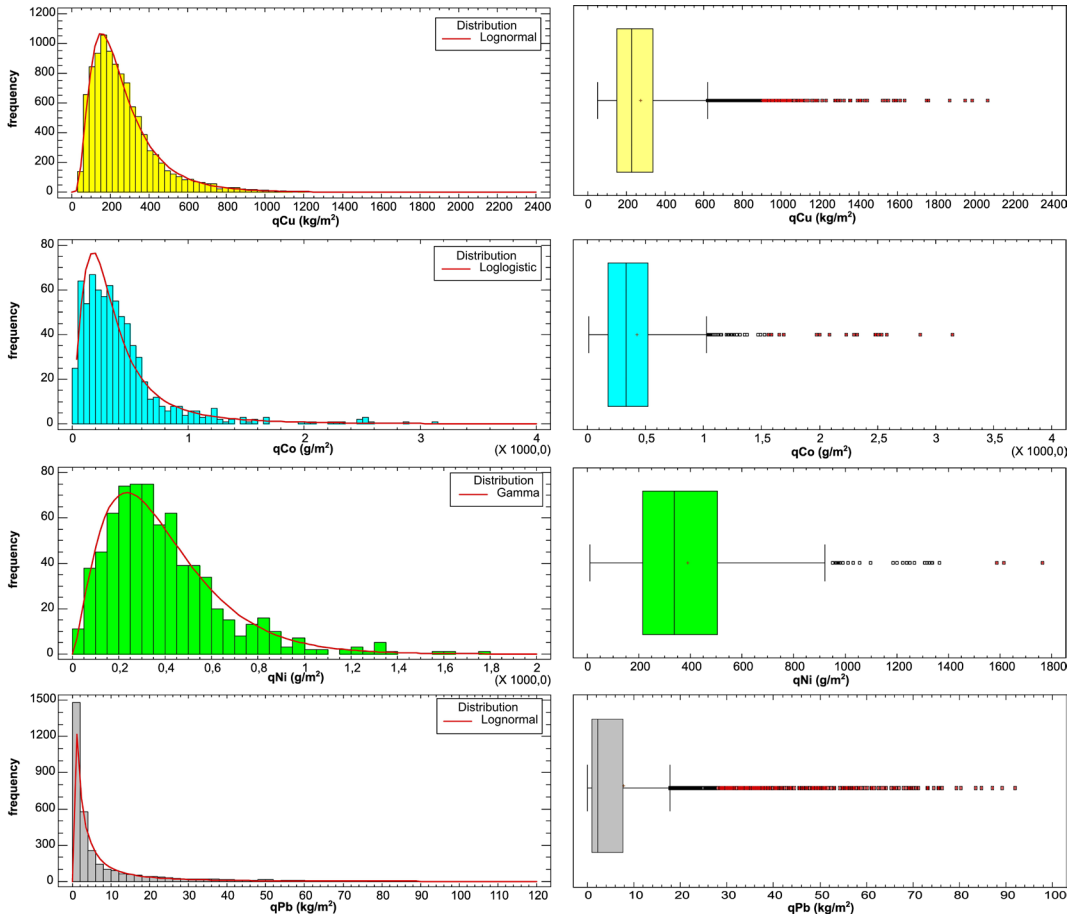 Distribution
Lognormal
frequency
1200
1000
800
600
400
200
0
0 200 400 600 800 1000 1200 1400 1600 1800 2000 2200 2400
qCu (kg/m²)
0 200 400 600 800 1000 1200 1400 1600 1800 2000 2200 2400
qCu (kg/m²)
Distribution
Loglogistic
frequency
80
60
40
20
0
0 1 2 3 4
qCo (g/m²)
(X 1000,0)
0 0,5 1 1,5 2 2,5 3 3,5 4
qCo (g/m²)
(X 1000,0)
Distribution
Gamma
frequency
80
60
40
20
0
0 0,2 0,4 0,6 0,8 1 1,2 1,4 1,6 1,8 2
qNi (g/m²)
(X 1000,0)
0 200 400 600 800 1000 1200 1400 1600 1800
qNi (g/m²)
Distribution
Lognormal
frequency
1500
1200
900
600
300
0
0 10 20 30 40 50 60 70 80 90 100 110 120
qPb (kg/m²)
0 10 20 30 40 50 60 70 80 90 100
qPb (kg/m²)